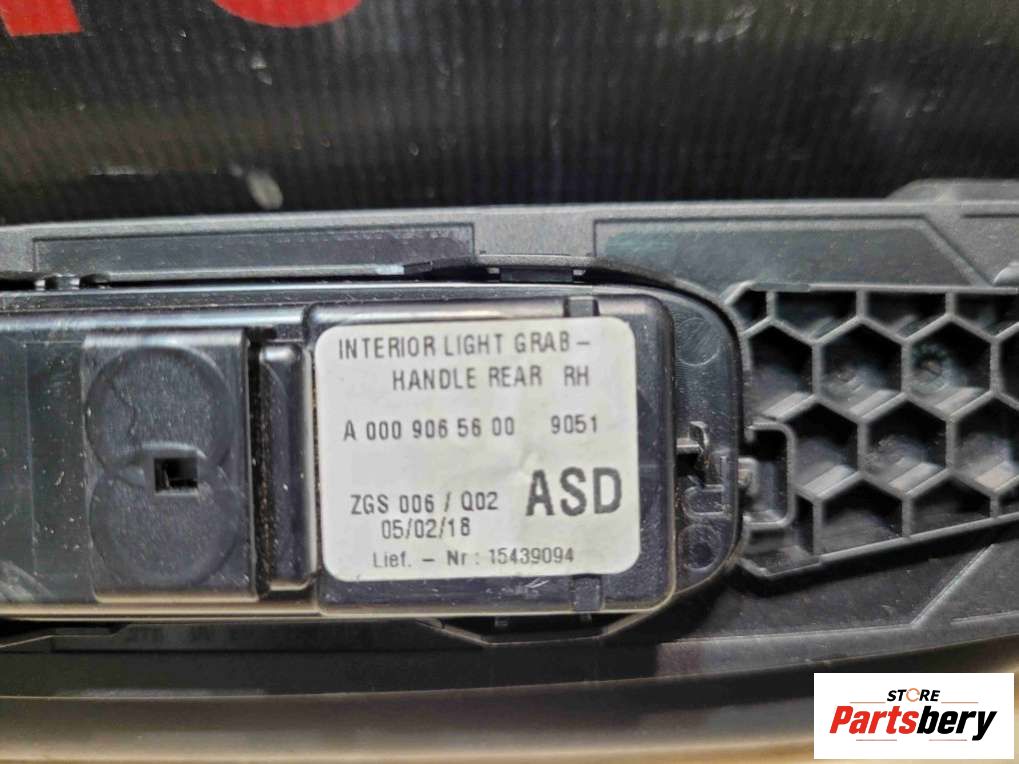 INTERIOR LIGHT GRAB-
HANDLE REAR RH
A 000 906 56 00 9051
ZGS 006 / Q02 ASD
05/02/18
Lief. - Nr : 15439094
STORE
Partsbery